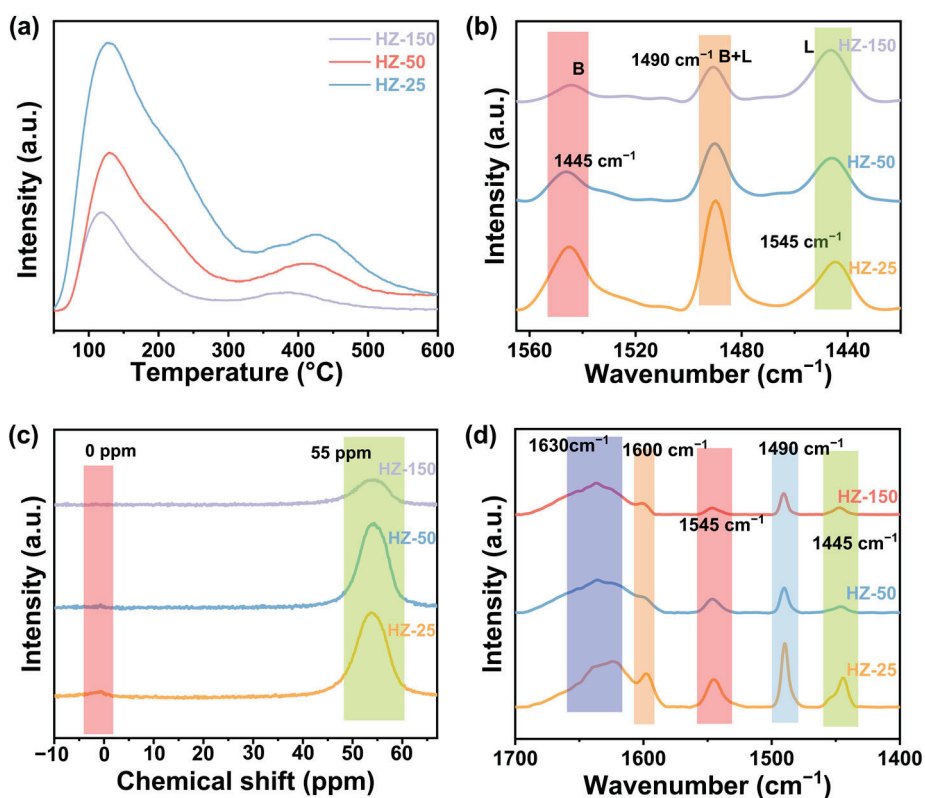 (a)
HZ-150
HZ-50
HZ-25
Intensity (a.u.)
100 200 300 400 500 600
Temperature (°C)
(b)
B
1490 cm⁻¹ B+L
L
HZ-150
1445 cm⁻¹
HZ-50
1545 cm⁻¹
HZ-25
Intensity (a.u.)
1560 1520 1480 1440
Wavenumber (cm⁻¹)
(c)
0 ppm
55 ppm
HZ-150
HZ-50
HZ-25
Intensity (a.u.)
−10 0 10 20 30 40 50 60
Chemical shift (ppm)
(d)
1630cm⁻¹
1600cm⁻¹
1490cm⁻¹
HZ-150
1545 cm⁻¹
1445 cm⁻¹
HZ-50
HZ-25
Intensity (a.u.)
1700 1600 1500 1400
Wavenumber (cm⁻¹)